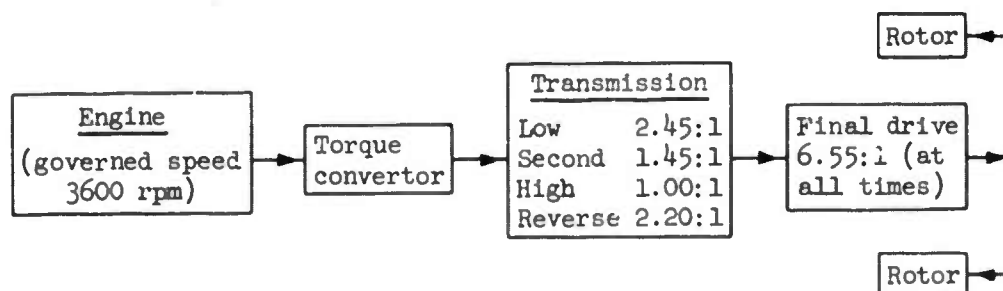 Rotor
Engine
(governed speed
3600 rpm)
Torque
convertor
Transmission
Low 2.45:1
Second 1.45:1
High 1.00:1
Reverse 2.20:1
Final drive
6.55:1 (at
all times)
Rotor